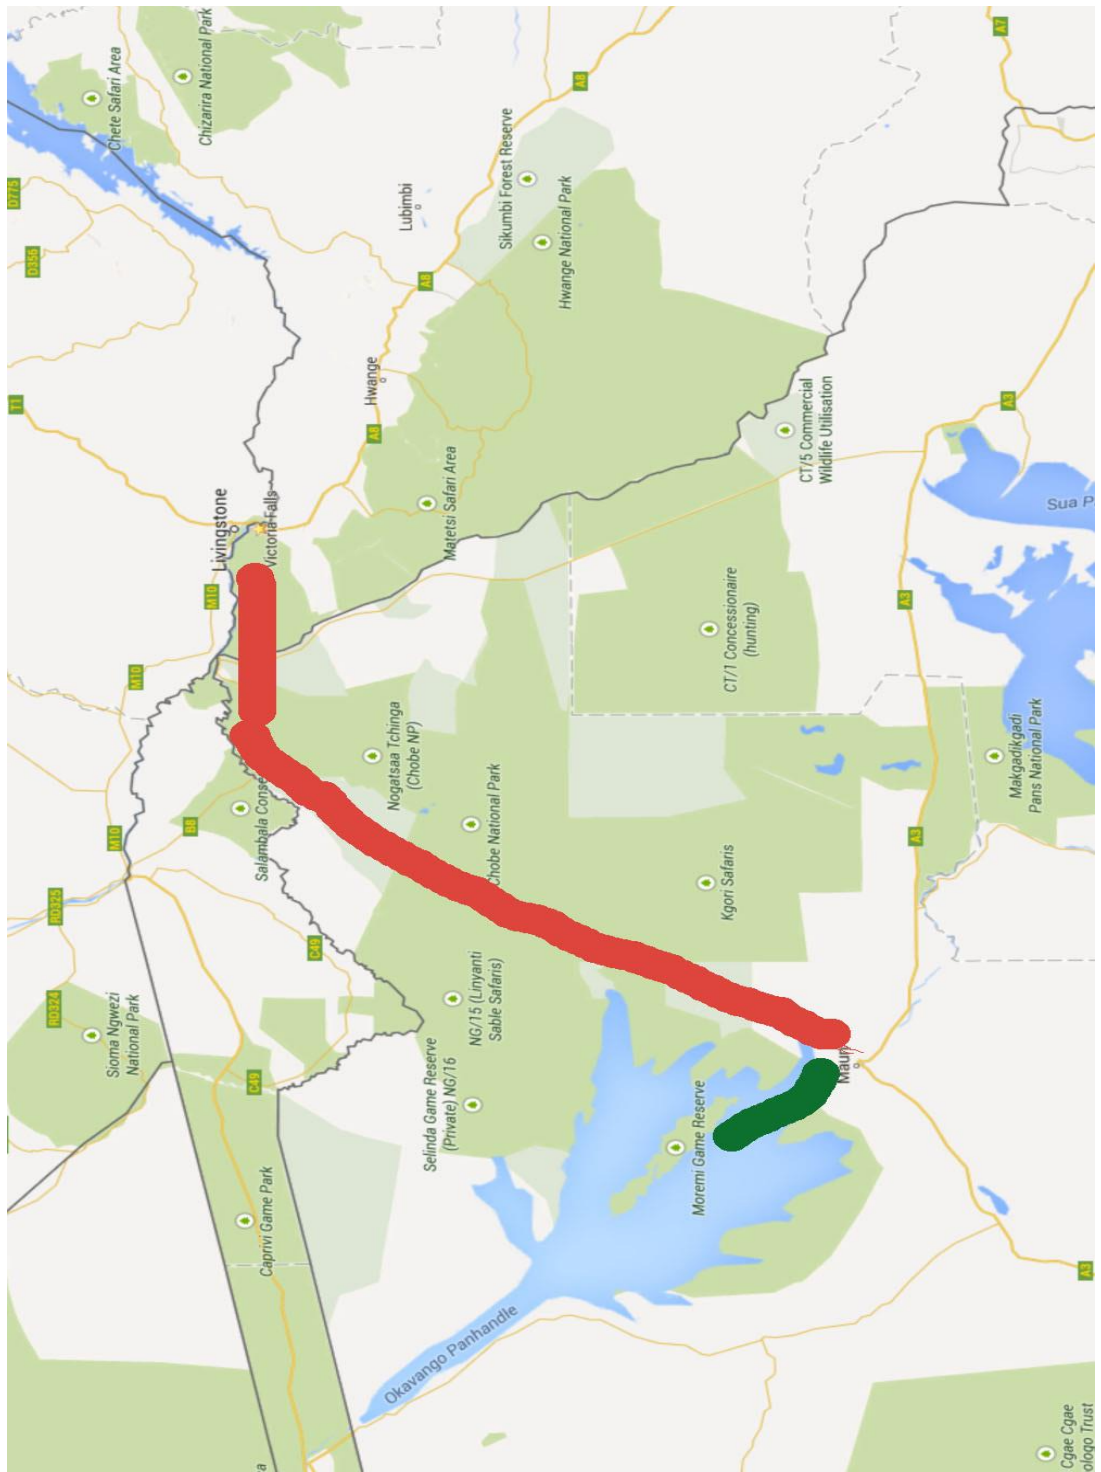 D775
T1
D356
RD324
RD325
Chete Safari Area
M10
Sioma Ngwezi
National Park
M10
B8
Chizarira National Park
M10
Livingstone
C49
a
Salambala Conse
Caprivi Game Park
Victoria Falls
C49
Hwange
A8
Nogatsaa Tchinga
(Chobe NP)
Lubimbi
A8
Selinda Game Reserve
(Private) NG/16
Okavango Panhandle
Matetsi Safari Area
NG/15 (Linyanti
Sable Safaris)
Chobe National Park
Sikumbi Forest Reserve
Hwange National Park
A8
Moremi Game Reserve
Kgori Safaris
CT/1 Concessionaire
(hunting)
CT/5 Commercial
Wildlife Utilisation
Maun
A3
A3
A7
A3
Makgadikgadi
Pans National Park
Sua P
Cgae Cgae
ologo Trust
A3